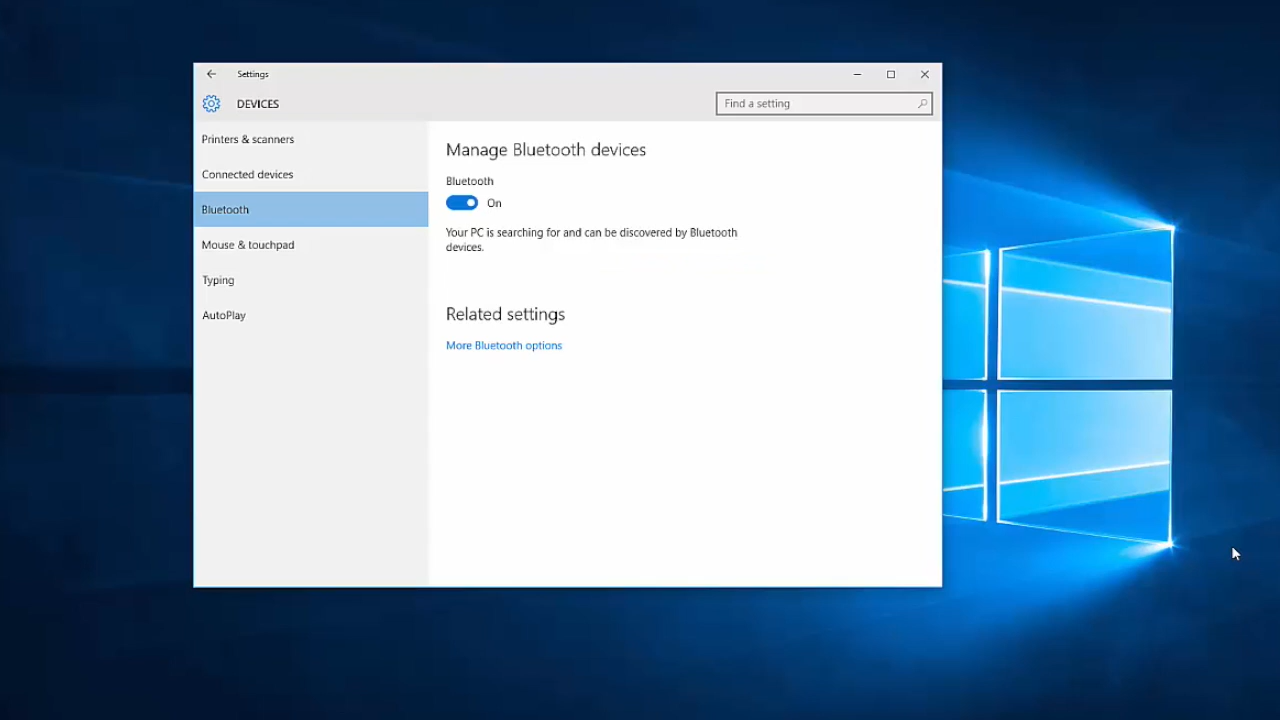 Settings
DEVICES
Find a setting
Printers & scanners
Connected devices
Bluetooth
Mouse & touchpad
Typing
AutoPlay
Manage Bluetooth devices
Bluetooth
On
Your PC is searching for and can be discovered by Bluetooth
devices.
Related settings
More Bluetooth options